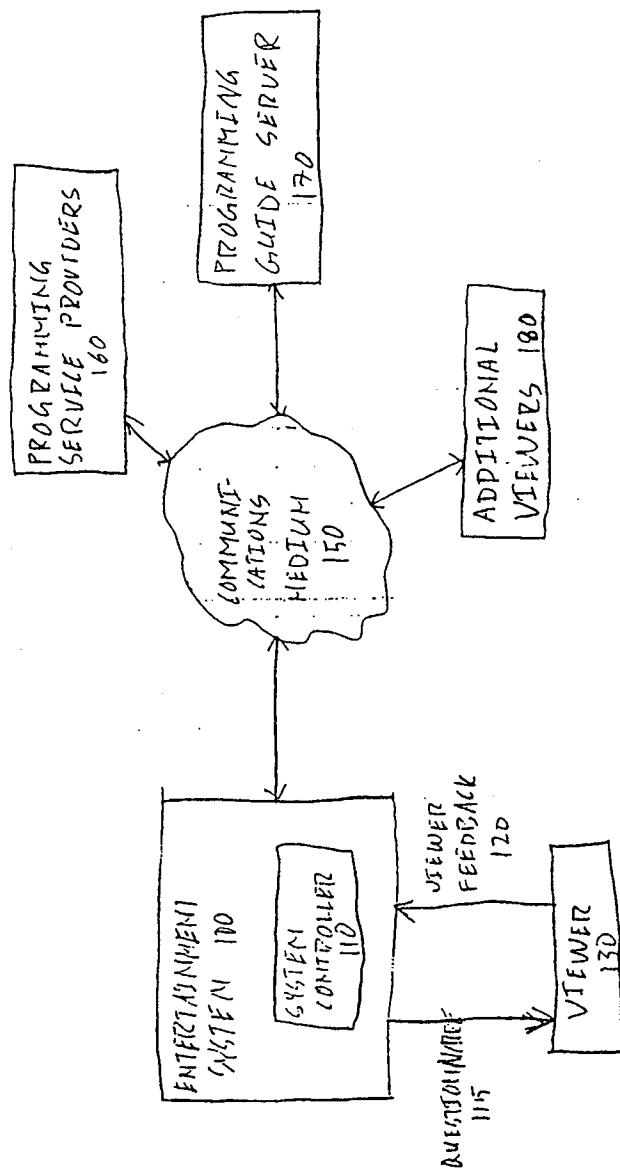 PROGRAMMING
SERVICE PROVIDERS
160
PROGRAMMING
GUIDE SERVER
170
COMMUNI-
CATIONS
MEDIUM
150
ADDITIONAL
VIEWERS 180
ENTERTAINMENT
SYSTEM 100
SYSTEM
CONTROLLER
110
VIEWER
FEEDBACK
120
QUESTIONNAIRE
115
VIEWER
130